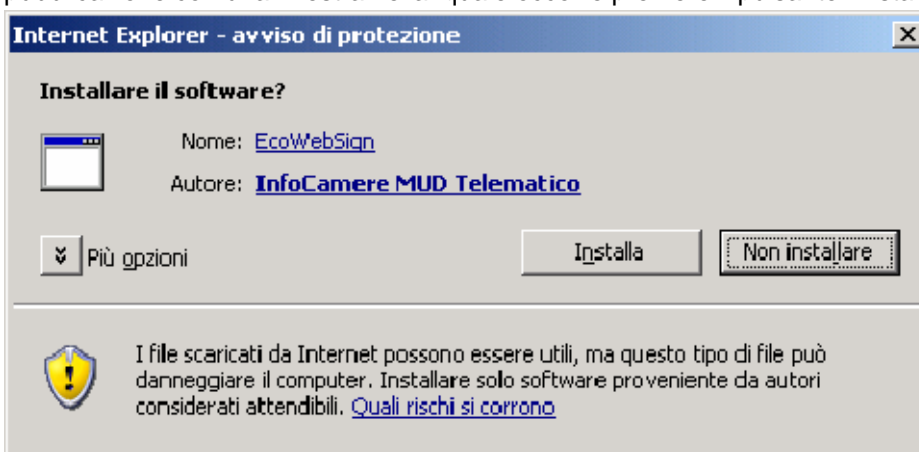 Internet Explorer - avviso di protezione
Installare il software?
Nome: EcoWebSign
Autore: InfoCamere MUD Telematico
Più opzioni
Installa
Non installare
I file scaricati da Internet possono essere utili, ma questo tipo di file può
danneggiare il computer. Installare solo software proveniente da autori
considerati attendibili. Quali rischi si corrono